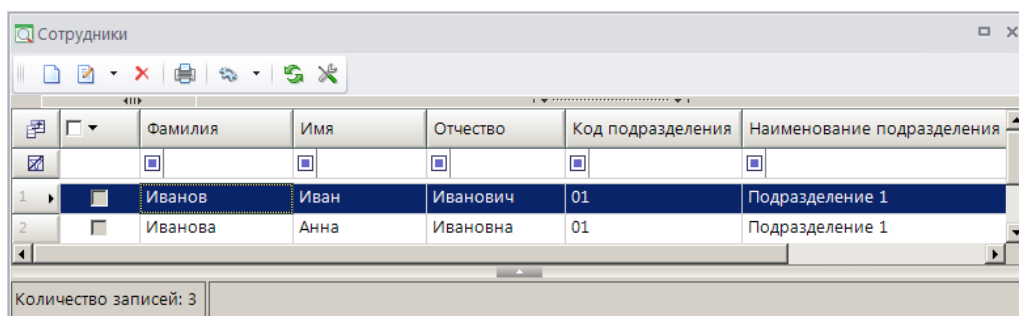 Сотрудники
Фамилия Имя Отчество Код подразделения Наименование подразделения
1 Иванов Иван Иванович 01 Подразделение 1
2 Иванова Анна Ивановна 01 Подразделение 1
Количество записей: 3